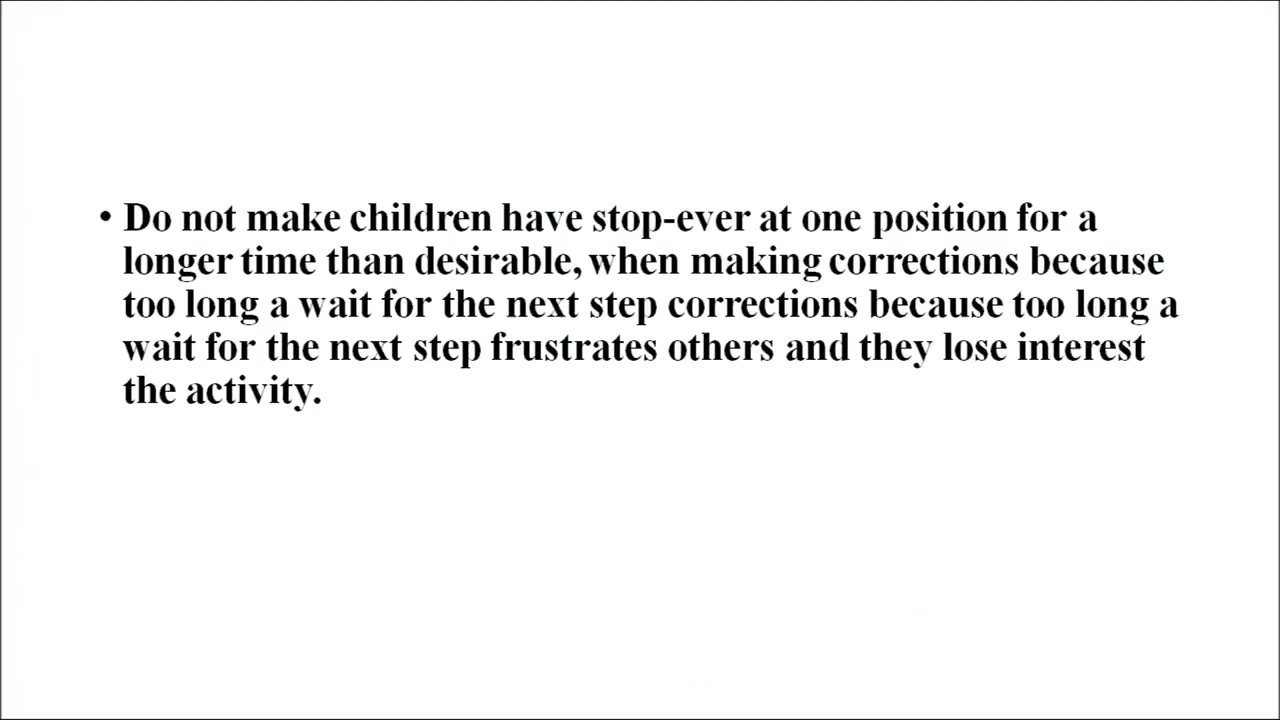 • Do not make children have stop-ever at one position for a
longer time than desirable, when making corrections because
too long a wait for the next step corrections because too long a
wait for the next step frustrates others and they lose interest
the activity.